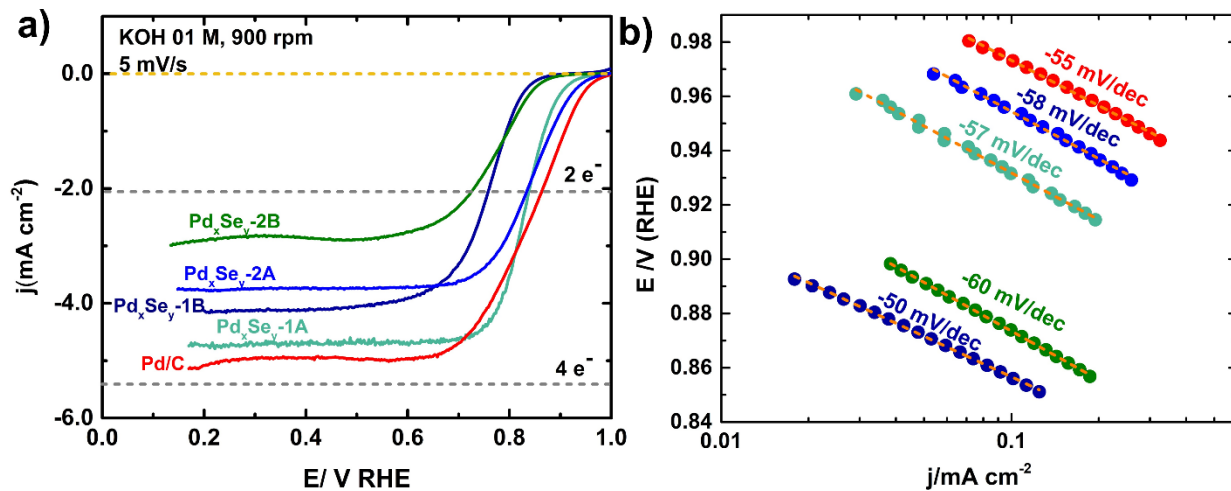 a)
KOH 01 M, 900 rpm
5 mV/s
0.0
-2.0
-4.0
-6.0
j(mA cm⁻²)
2 e⁻
4 e⁻
PdₓSeᵧ-2B
PdₓSeᵧ-2A
PdₓSeᵧ-1B
PdₓSeᵧ-1A
Pd/C
0.0 0.2 0.4 0.6 0.8 1.0
E/ V RHE
b)
0.98
0.96
0.94
0.92
0.90
0.88
0.86
0.84
E /V (RHE)
-55 mV/dec
-58 mV/dec
-57 mV/dec
-60 mV/dec
-50 mV/dec
0.01 0.1
j/mA cm⁻²